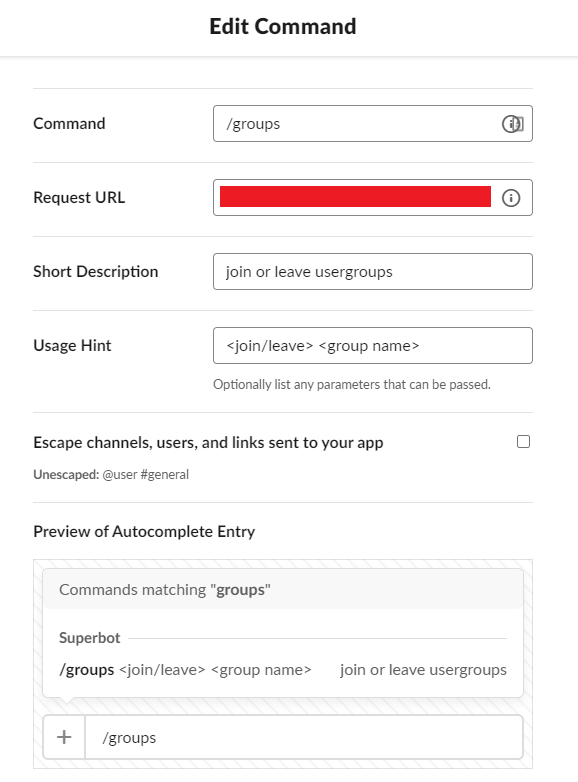 Edit Command
Command /groups
Request URL
Short Description join or leave usergroups
Usage Hint <join/leave> <group name>
Optionally list any parameters that can be passed.
Escape channels, users, and links sent to your app
Unescaped: @user #general
Preview of Autocomplete Entry
Commands matching "groups"
Superbot
/groups <join/leave> <group name> join or leave usergroups
/groups